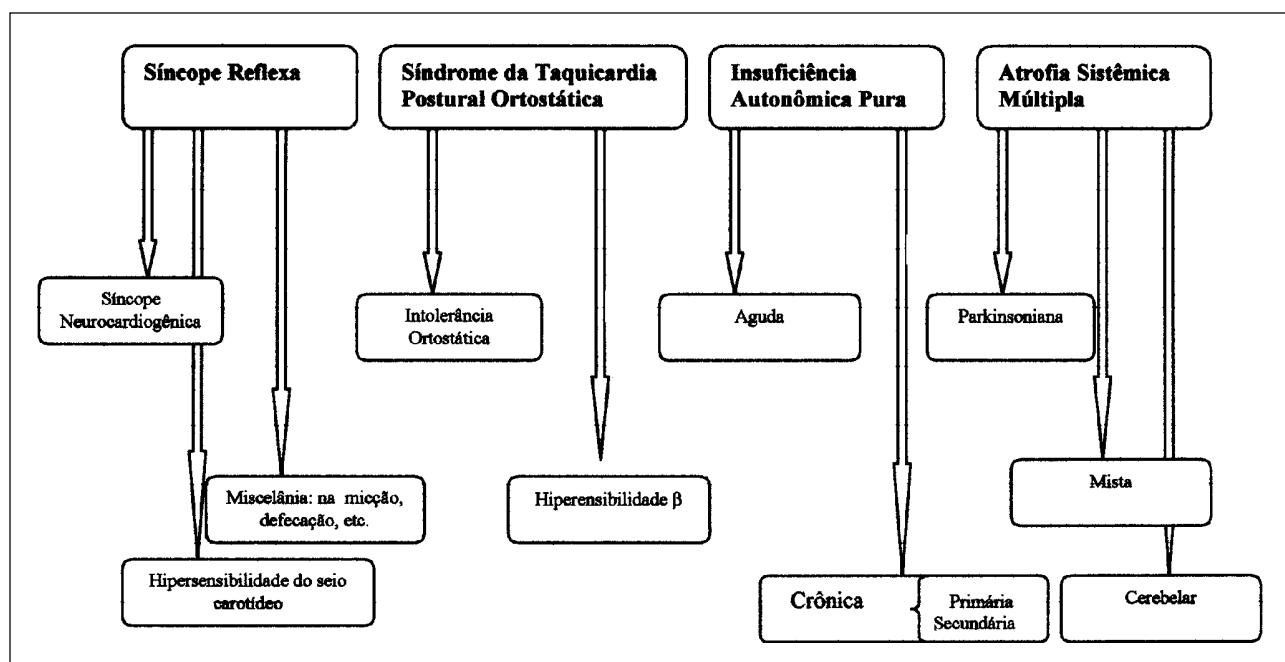 Síncope Reflexa
Síndrome da Taquicardia
Postural Ortostática
Insuficiência
Autonômica Pura
Atrofia Sistêmica
Múltipla
Síncope
Neurocardiogênica
Intolerância
Ortostática
Aguda
Parkinsoniana
Miscelânia: na micção,
defecação, etc.
Hiperensibilidade β
Mista
Hipersensibilidade do seio
carotídeo
Crônica
Primária
Secundária
Cerebelar